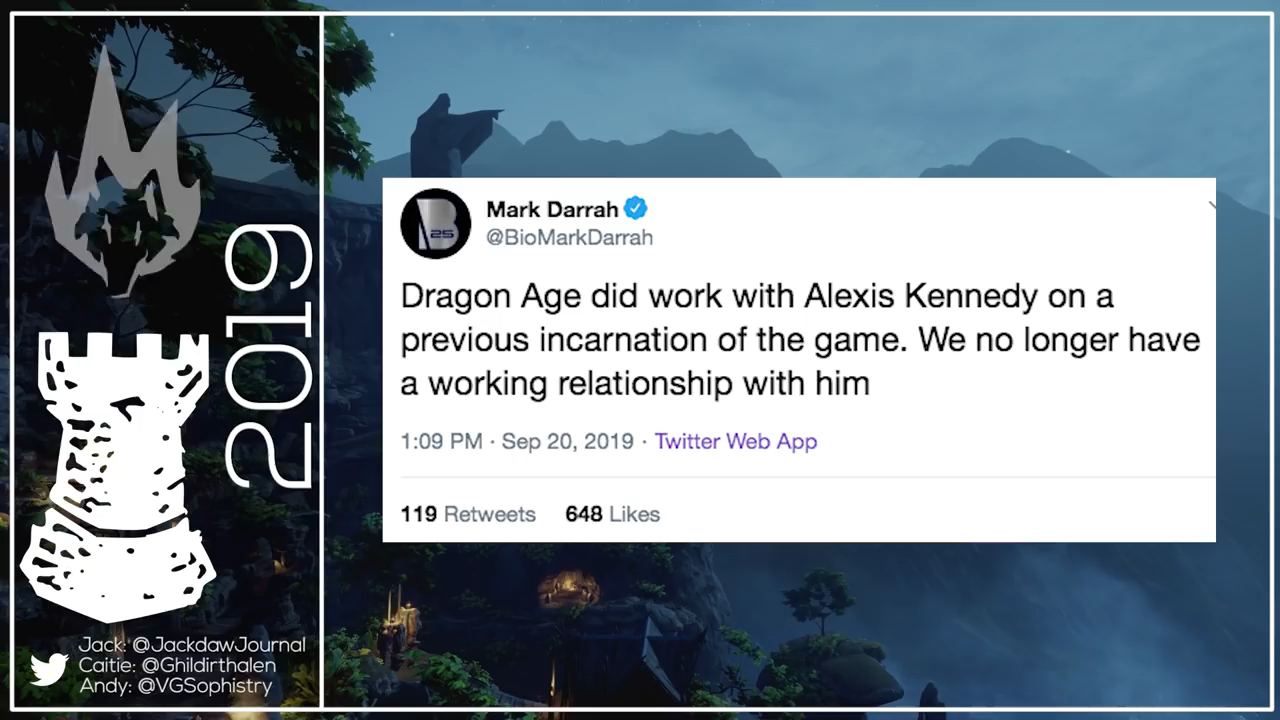 2019
Jack: @JackdawJournal
Caitie: @Ghildirthalen
Andy: @VGSophistry
B
25
Mark Darrah
@BioMarkDarrah
Dragon Age did work with Alexis Kennedy on a
previous incarnation of the game. We no longer have
a working relationship with him
1:09 PM · Sep 20, 2019 · Twitter Web App
119 Retweets 648 Likes